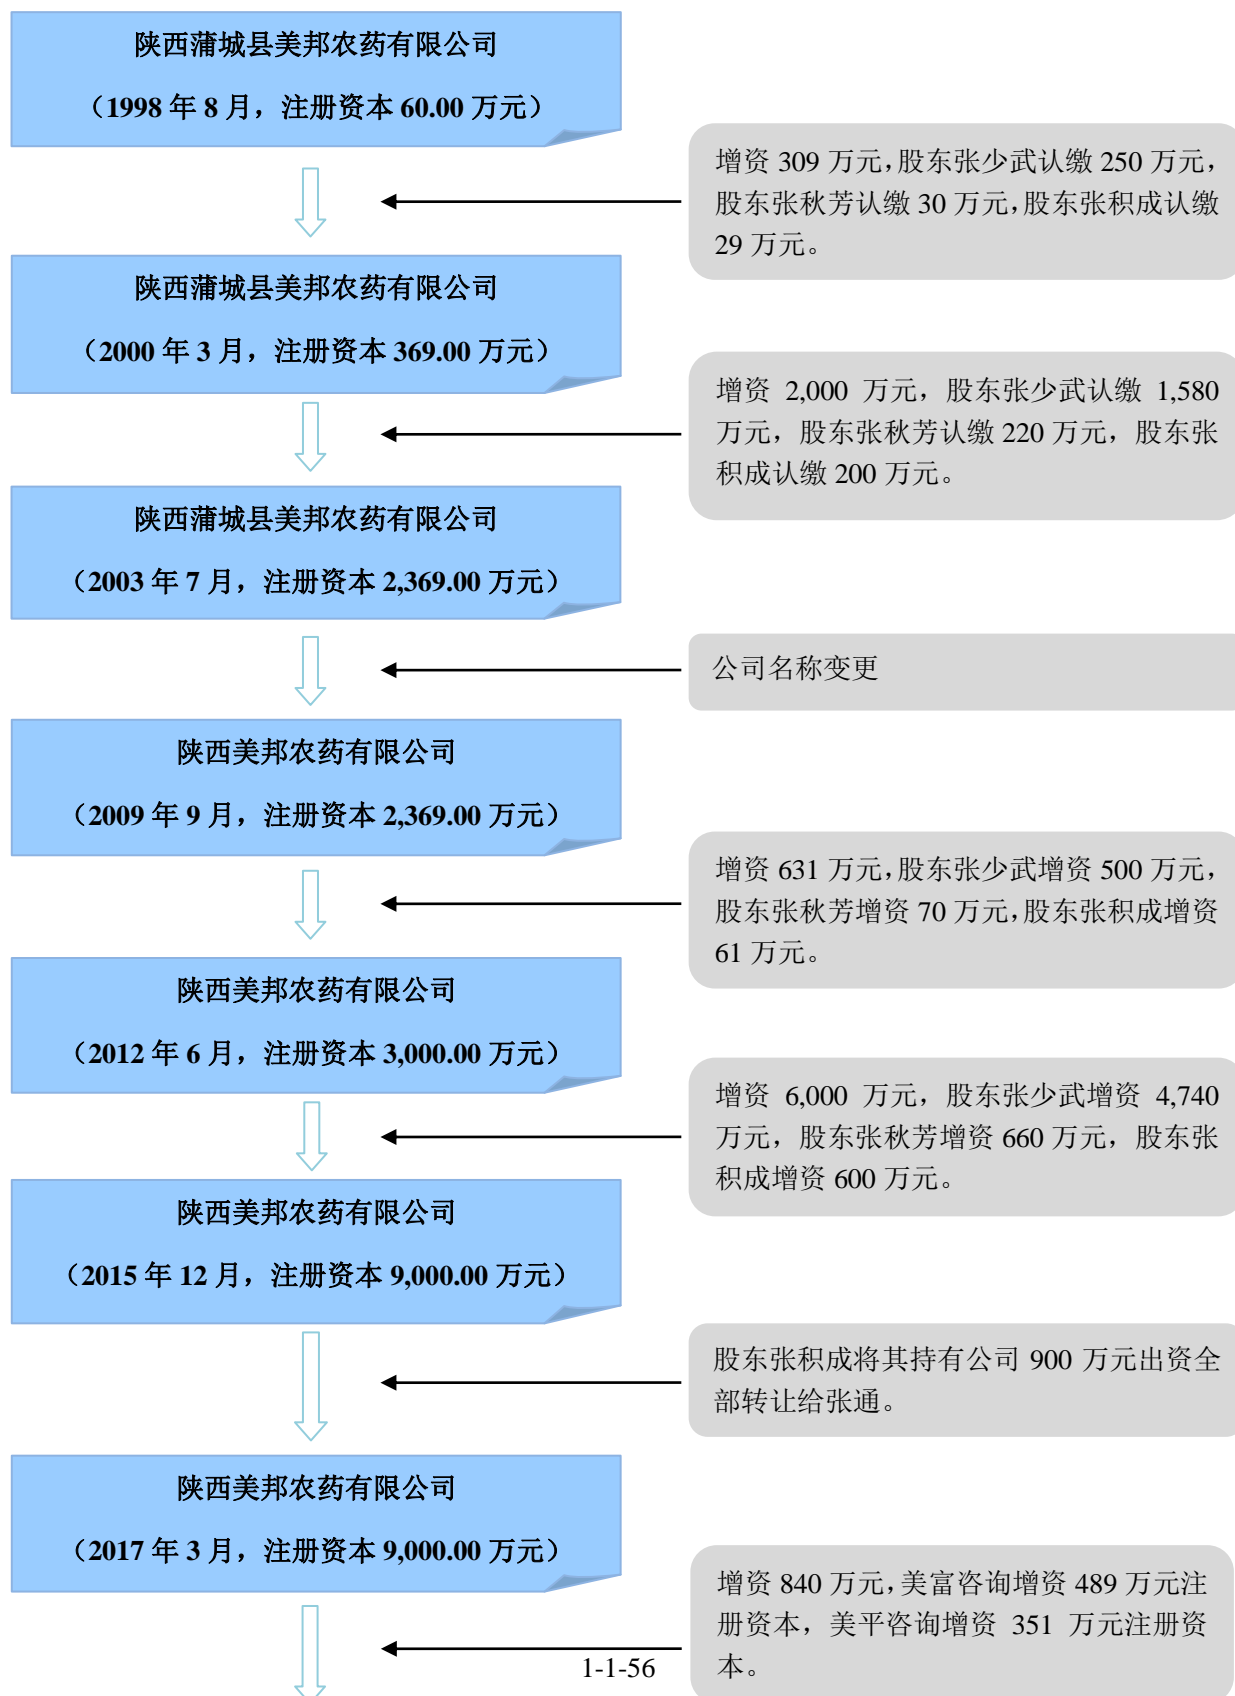 陕西蒲城县美邦农药有限公司
（1998 年 8 月，注册资本 60.00 万元）
增资 309 万元，股东张少武认缴 250 万元，
股东张秋芳认缴 30 万元，股东张积成认缴
29 万元。
陕西蒲城县美邦农药有限公司
（2000 年 3 月，注册资本 369.00 万元）
增资 2,000 万元，股东张少武认缴 1,580
万元，股东张秋芳认缴 220 万元，股东张
积成认缴 200 万元。
陕西蒲城县美邦农药有限公司
（2003 年 7 月，注册资本 2,369.00 万元）
公司名称变更
陕西美邦农药有限公司
（2009 年 9 月，注册资本 2,369.00 万元）
增资 631 万元，股东张少武增资 500 万元，
股东张秋芳增资 70 万元，股东张积成增资
61 万元。
陕西美邦农药有限公司
（2012 年 6 月，注册资本 3,000.00 万元）
增资 6,000 万元，股东张少武增资 4,740
万元，股东张秋芳增资 660 万元，股东张
积成增资 600 万元。
陕西美邦农药有限公司
（2015 年 12 月，注册资本 9,000.00 万元）
股东张积成将其持有公司 900 万元出资全
部转让给张通。
陕西美邦农药有限公司
（2017 年 3 月，注册资本 9,000.00 万元）
增资 840 万元，美富咨询增资 489 万元注
册资本，美平咨询增资 351 万元注册资
本。
1-1-56